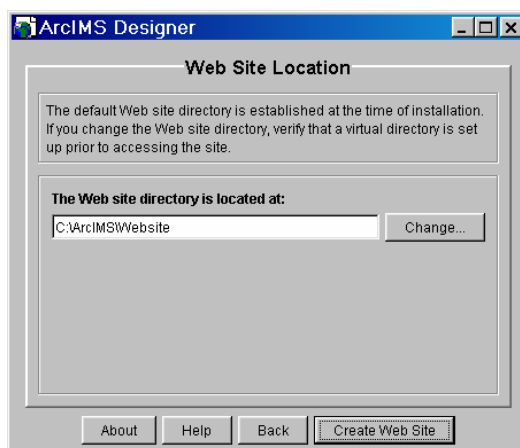 ArcIMS Designer
Web Site Location
The default Web site directory is established at the time of installation.
If you change the Web site directory, verify that a virtual directory is set
up prior to accessing the site.
The Web site directory is located at:
C:\ArcIMS\Website
Change...
About
Help
Back
Create Web Site